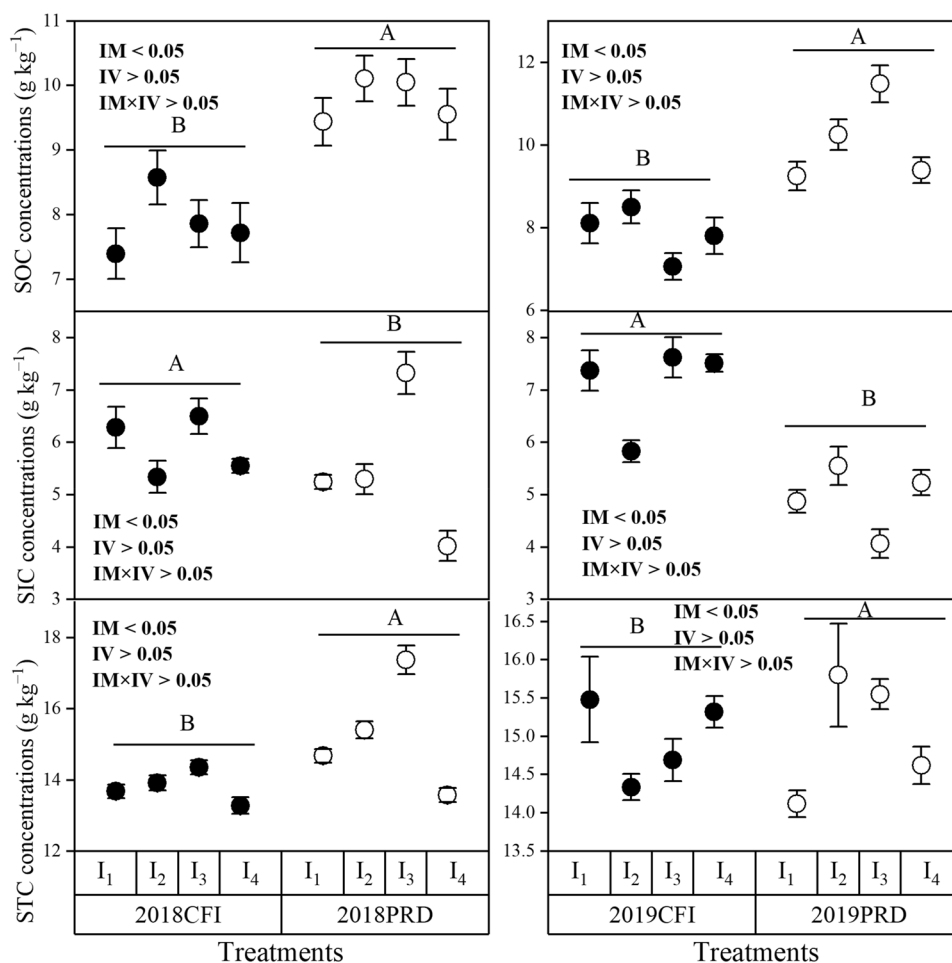 SOC concentrations (g kg⁻¹)
11
10
9
8
7
IM < 0.05
IV > 0.05
IM×IV > 0.05
B
A
12
10
8
6
IM < 0.05
IV > 0.05
IM×IV > 0.05
B
A
SIC concentrations (g kg⁻¹)
8
7
6
5
4
3
A
B
IM < 0.05
IV > 0.05
IM×IV > 0.05
8
7
6
5
4
3
A
B
IM < 0.05
IV > 0.05
IM×IV > 0.05
STC concentrations (g kg⁻¹)
18
16
14
12
IM < 0.05
IV > 0.05
IM×IV > 0.05
B
A
16.5
16.0
15.5
15.0
14.5
14.0
13.5
B
IM < 0.05
IV > 0.05
IM×IV > 0.05
A
I₁ I₂ I₃ I₄ I₁ I₂ I₃ I₄
2018CFI 2018PRD
Treatments
I₁ I₂ I₃ I₄ I₁ I₂ I₃ I₄
2019CFI 2019PRD
Treatments